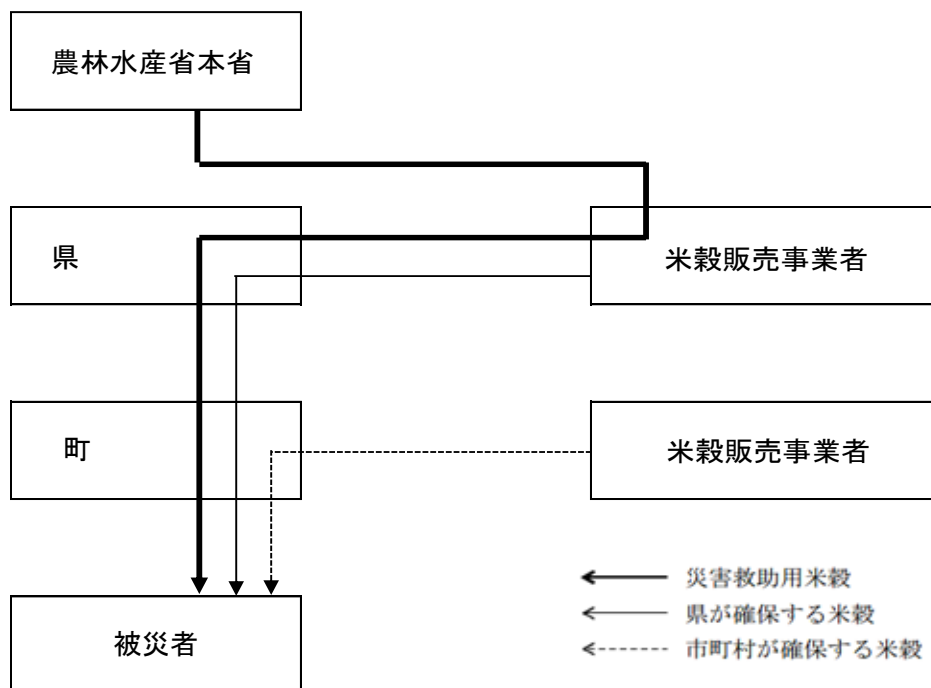 農林水産省本省
県
米穀販売事業者
町
米穀販売事業者
被災者
災害救助用米穀
県が確保する米穀
市町村が確保する米穀